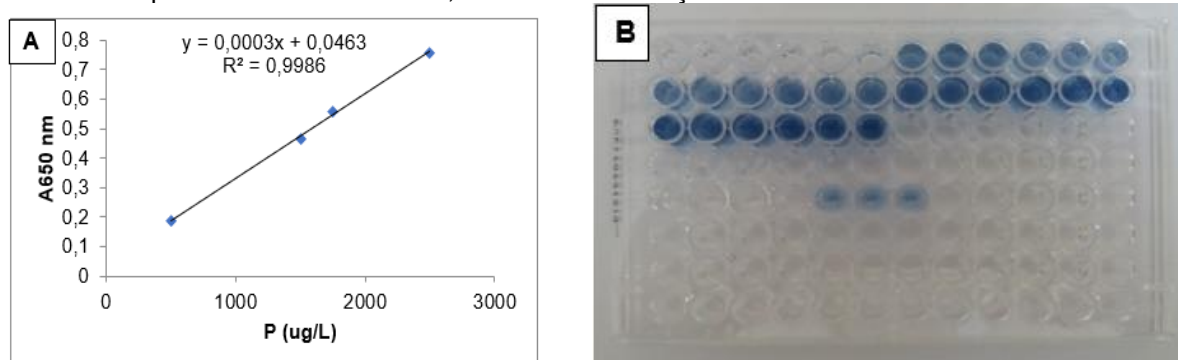 A
y = 0,0003x + 0,0463
R² = 0,9986
0,8
0,7
0,6
0,5
0,4
0,3
0,2
0,1
0
0
1000
2000
3000
A650 nm
P (ug/L)
B